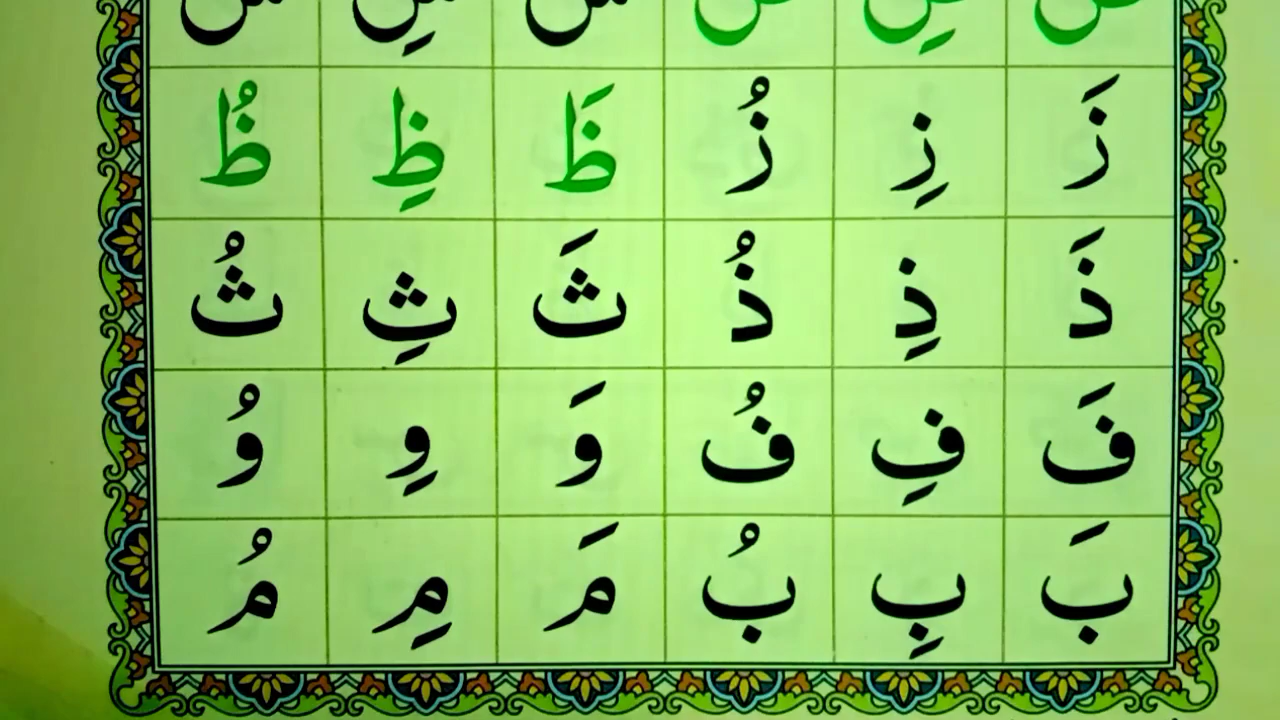 زَ زِ زُ ظَ ظِ ظُ
ذَ ذِ ذُ ثَ ثِ ثُ
فَ فِ فُ وَ وِ وُ
بَ بِ بُ مَ مِ مُ